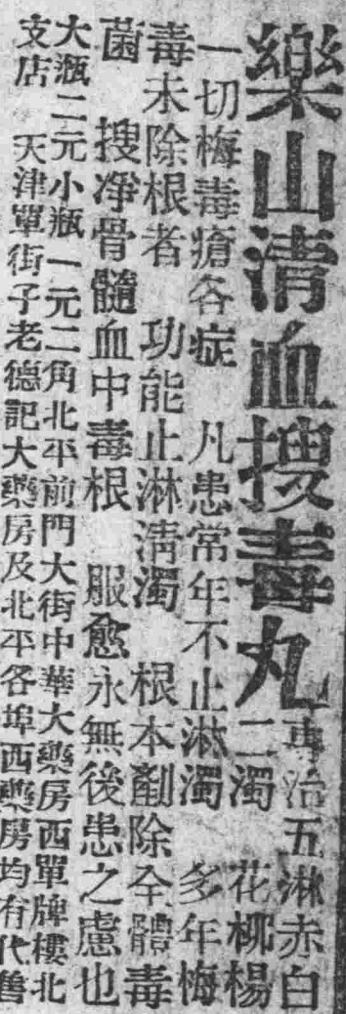 樂山清血搜毒丸
專治五淋赤白
二濁　花柳楊
一切梅毒瘡各症　凡患常年不止淋濁　多年梅
毒未除根者　功能止淋清濁　根本剷除全體毒
菌　搜凈骨髓血中毒根　服愈永無後患之慮也
大瓶二元小瓶一元二角北平前門大街中華大藥房西單牌樓北
支店　天津單街子老德記大藥房及北平各埠西藥房均有代售